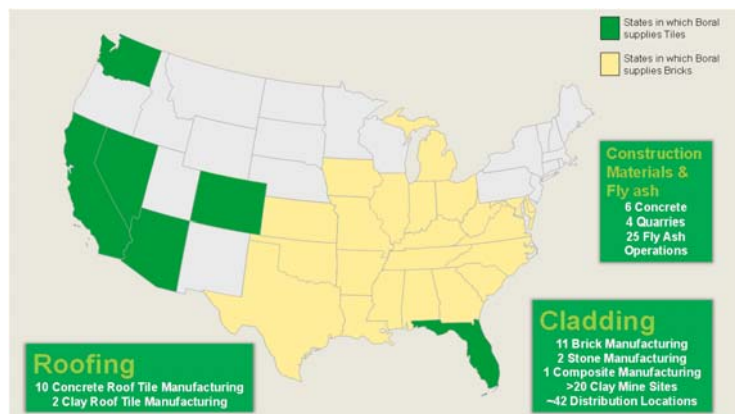 States in which Boral
supplies Tiles
States in which Boral
supplies Bricks
Construction
Materials &
Fly ash
6 Concrete
4 Quarries
25 Fly Ash
Operations
Roofing
10 Concrete Roof Tile Manufacturing
2 Clay Roof Tile Manufacturing
Cladding
11 Brick Manufacturing
2 Stone Manufacturing
1 Composite Manufacturing
>20 Clay Mine Sites
~42 Distribution Locations